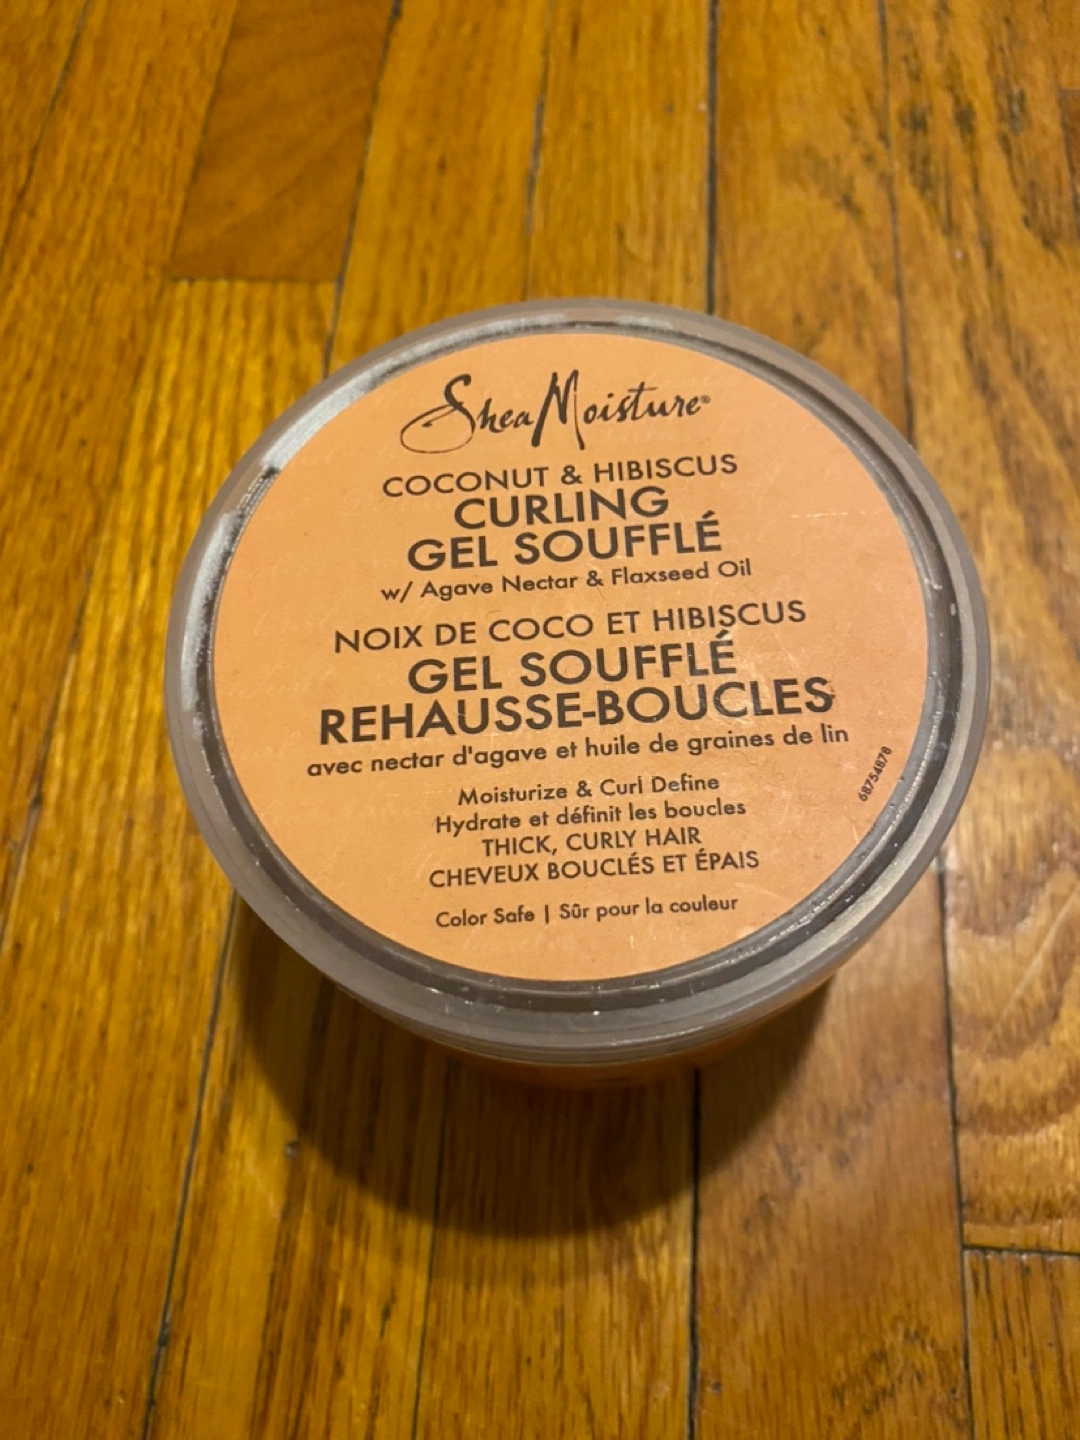 SheaMoisture®
COCONUT & HIBISCUS
CURLING
GEL SOUFFLÉ
w/ Agave Nectar & Flaxseed Oil
NOIX DE COCO ET HIBISCUS
GEL SOUFFLÉ
REHAUSSE-BOUCLES
avec nectar d'agave et huile de graines de lin
Moisturize & Curl Define
Hydrate et définit les boucles
THICK, CURLY HAIR
CHEVEUX BOUCLÉS ET ÉPAIS
Color Safe | Sûr pour la couleur
68754878